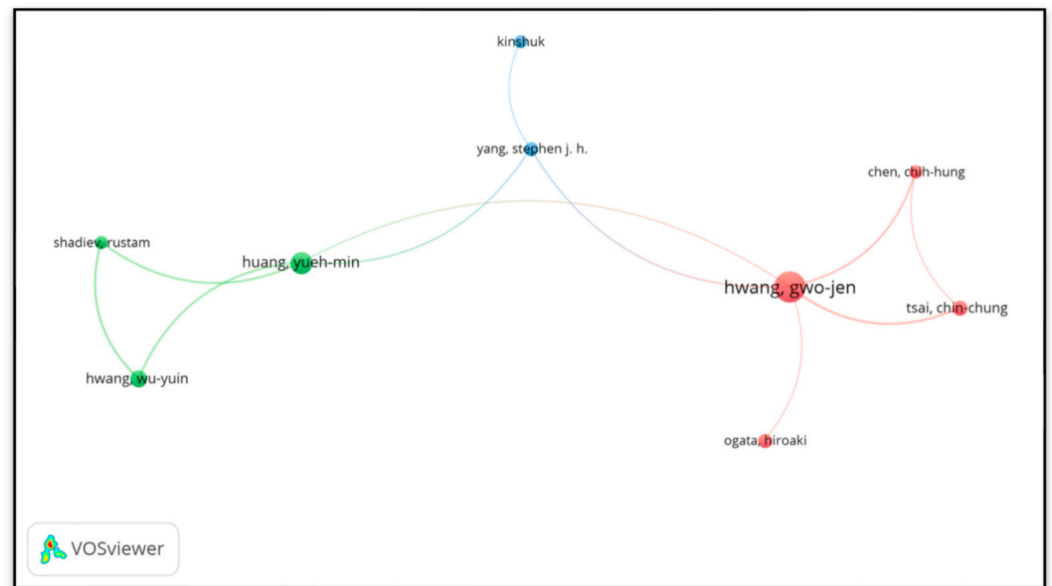 kinshuk
yang, stephen j. h.
chen, chih-hung
shadiev, rustam
huang, yueh-min
hwang, gwo-jen
tsai, chin-chung
hwang, wu-yuin
ogata, hiroaki
VOSviewer